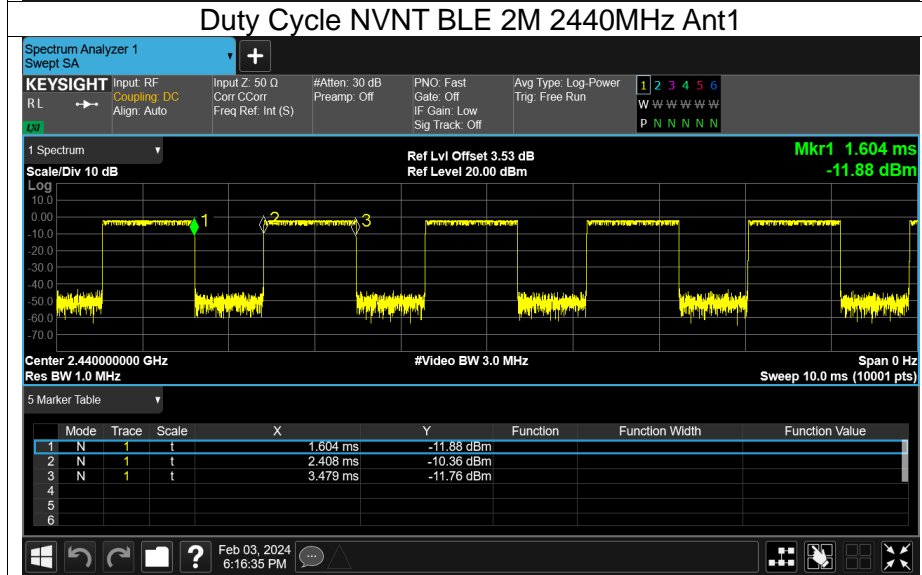 Duty Cycle NVNT BLE 2M 2440MHz Ant1
Spectrum Analyzer 1
Swept SA
+
KEYSIGHT
RL
LXI
Input: RF
Coupling: DC
Align: Auto
Input Z: 50 Ω
Corr CCorr
Freq Ref: Int (S)
#Atten: 30 dB
Preamp: Off
PNO: Fast
Gate: Off
IF Gain: Low
Sig Track: Off
Avg Type: Log-Power
Trig: Free Run
1 2 3 4 5 6
W W W W W W
P N N N N N
1 Spectrum
Scale/Div 10 dB
Ref Lvl Offset 3.53 dB
Ref Level 20.00 dBm
Mkr1 1.604 ms
-11.88 dBm
Log
10.0
0.00
-10.0
-20.0
-30.0
-40.0
-50.0
-60.0
-70.0
1
2
3
Center 2.440000000 GHz
Res BW 1.0 MHz
#Video BW 3.0 MHz
Span 0 Hz
Sweep 10.0 ms (10001 pts)
5 Marker Table
Mode Trace Scale X Y Function Function Width Function Value
1 N 1 t 1.604 ms -11.88 dBm
2 N 1 t 2.408 ms -10.36 dBm
3 N 1 t 3.479 ms -11.76 dBm
4
5
6
?
Feb 03, 2024
6:16:35 PM